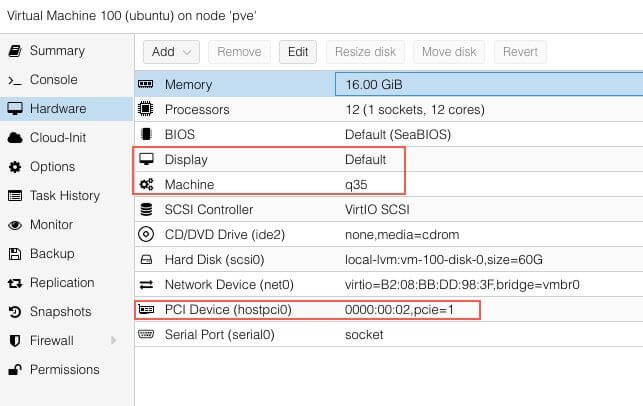 Virtual Machine 100 (ubuntu) on node 'pve'
Summary
Console
Hardware
Cloud-Init
Options
Task History
Monitor
Backup
Replication
Snapshots
Firewall
Permissions
Add Remove Edit Resize disk Move disk Revert
Memory 16.00 GiB
Processors 12 (1 sockets, 12 cores)
BIOS Default (SeaBIOS)
Display Default
Machine q35
SCSI Controller VirtIO SCSI
CD/DVD Drive (ide2) none,media=cdrom
Hard Disk (scsi0) local-lvm:vm-100-disk-0,size=60G
Network Device (net0) virtio=B2:08:BB:DD:98:3F,bridge=vmbr0
PCI Device (hostpci0) 0000:00:02,pcie=1
Serial Port (serial0) socket